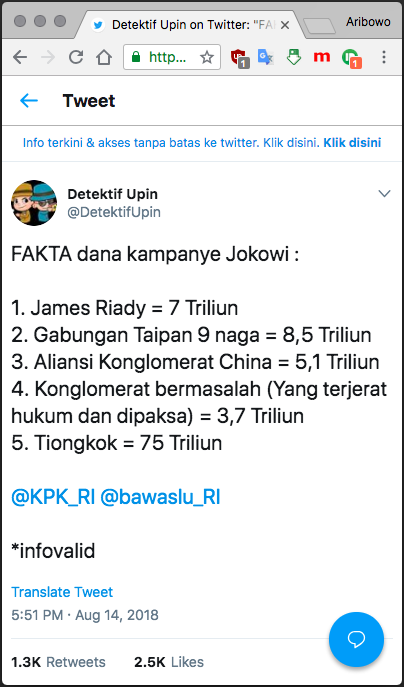 Detektif Upin on Twitter: "FA
Aribowo
http...
1
1
Tweet
Info terkini & akses tanpa batas ke twitter. Klik disini. Klik disini
Detektif Upin
@DetektifUpin
FAKTA dana kampanye Jokowi :
1. James Riady = 7 Triliun
2. Gabungan Taipan 9 naga = 8,5 Triliun
3. Aliansi Konglomerat China = 5,1 Triliun
4. Konglomerat bermasalah (Yang terjerat
hukum dan dipaksa) = 3,7 Triliun
5. Tiongkok = 75 Triliun
@KPK_RI @bawaslu_RI
*infovalid
Translate Tweet
5:51 PM · Aug 14, 2018
1.3K Retweets 2.5K Likes